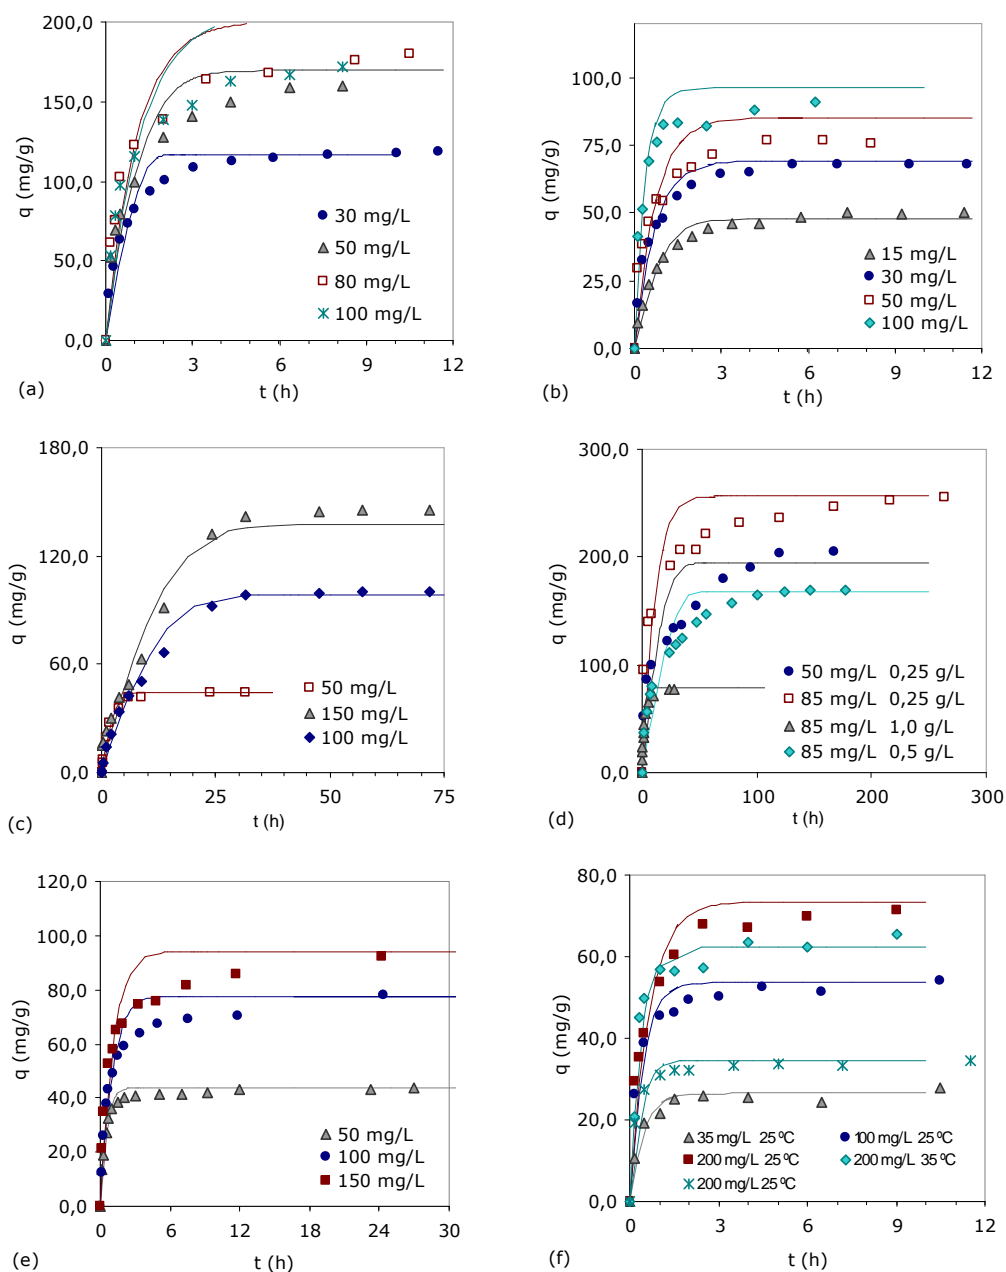 200,0
150,0
100,0
50,0
0,0
q (mg/g)
30 mg/L
50 mg/L
80 mg/L
100 mg/L
0 3 6 9 12
t (h)
(a)
100,0
75,0
50,0
25,0
0,0
q (mg/g)
15 mg/L
30 mg/L
50 mg/L
100 mg/L
0 3 6 9 12
t (h)
(b)
180,0
120,0
60,0
0,0
q (mg/g)
50 mg/L
150 mg/L
100 mg/L
0 25 50 75
t (h)
(c)
300,0
200,0
100,0
0,0
q (mg/g)
50 mg/L 0,25 g/L
85 mg/L 0,25 g/L
85 mg/L 1,0 g/L
85 mg/L 0,5 g/L
0 100 200 300
t (h)
(d)
120,0
100,0
80,0
60,0
40,0
20,0
0,0
q (mg/g)
50 mg/L
100 mg/L
150 mg/L
0 6 12 18 24 30
t (h)
(e)
80,0
60,0
40,0
20,0
0,0
q (mg/g)
35 mg/L 25 ºC 100 mg/L 25 ºC
200 mg/L 25 ºC 200 mg/L 35 ºC
200 mg/L 25 ºC
0 3 6 9 12
t (h)
(f)